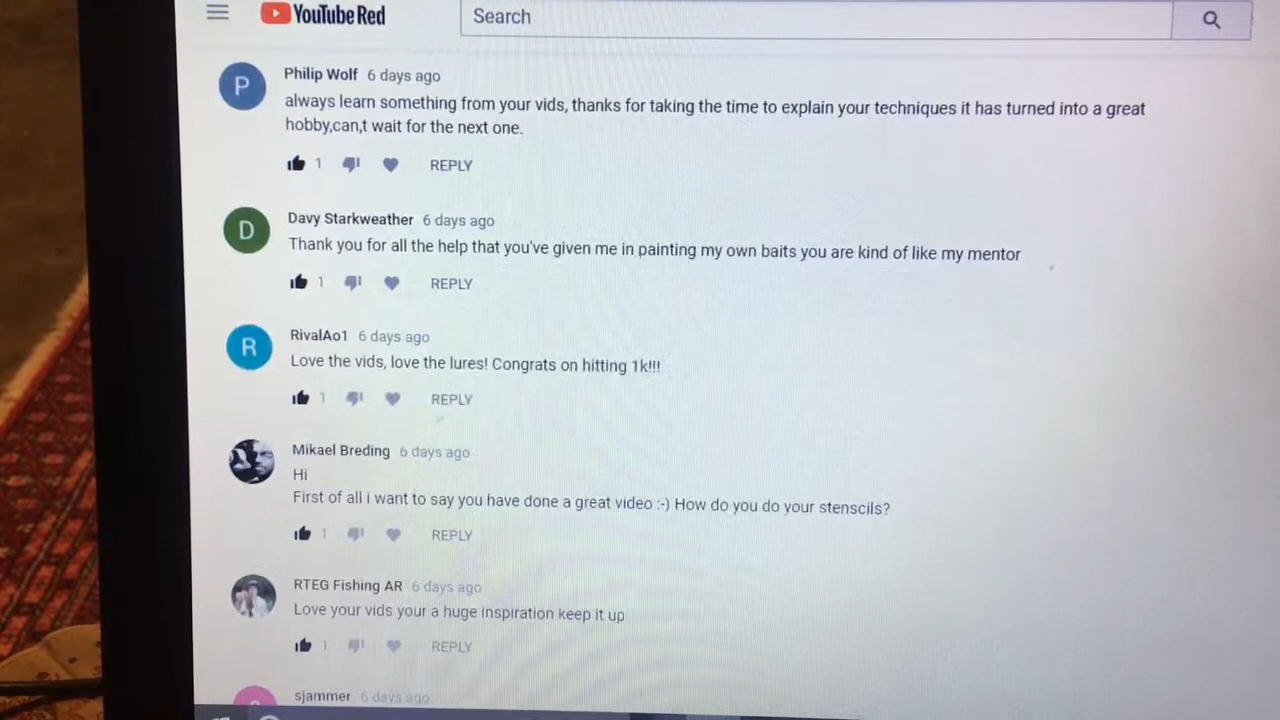 YouTube Red
Search
P
Philip Wolf 6 days ago
always learn something from your vids, thanks for taking the time to explain your techniques it has turned into a great
hobby,can,t wait for the next one.
1 REPLY
D
Davy Starkweather 6 days ago
Thank you for all the help that you've given me in painting my own baits you are kind of like my mentor
1 REPLY
R
RivalAo1 6 days ago
Love the vids, love the lures! Congrats on hitting 1k!!!
1 REPLY
Mikael Breding 6 days ago
Hi
First of all i want to say you have done a great video :-) How do you do your stenscils?
1 REPLY
RTEG Fishing AR 6 days ago
Love your vids your a huge inspiration keep it up
1 REPLY
sjammer 6 days ago